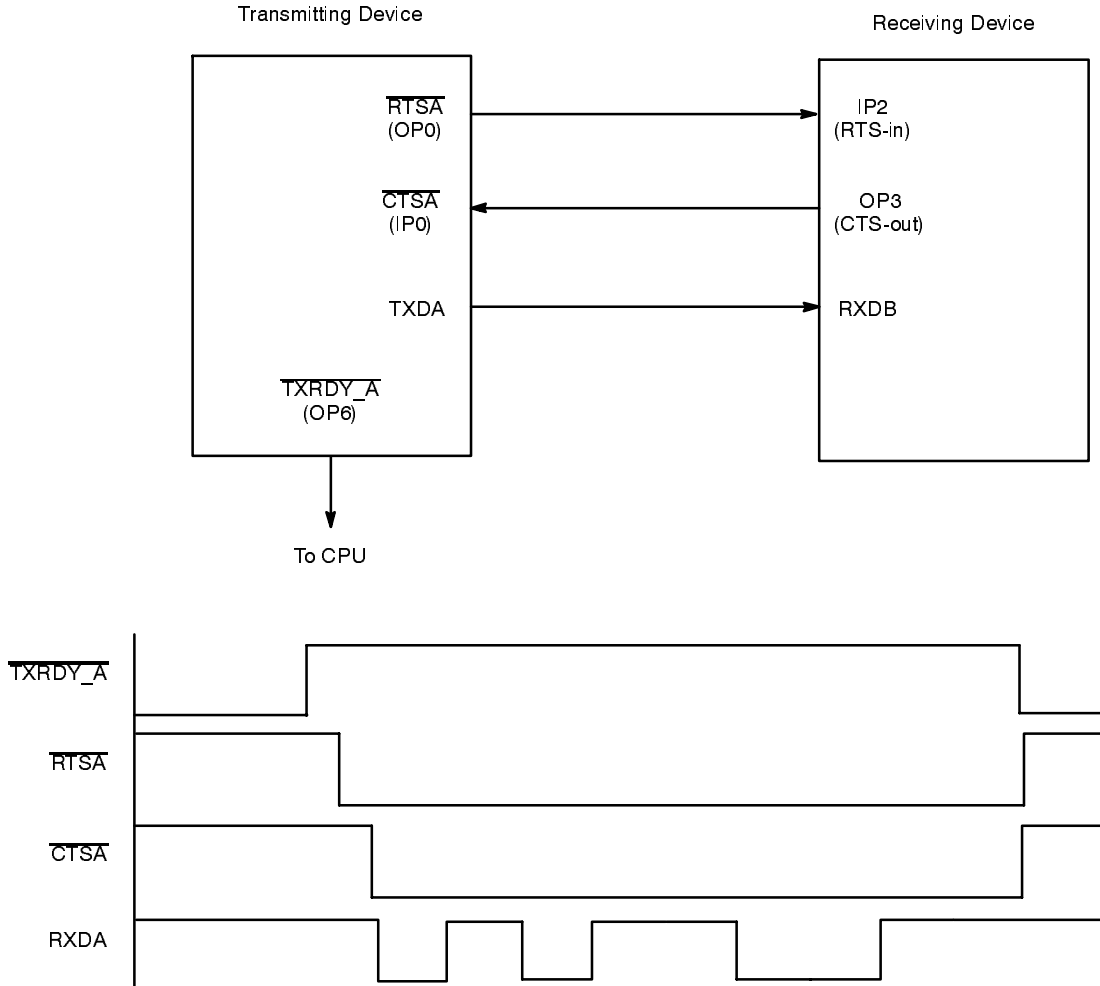 Transmitting Device
Receiving Device
RTSA
(OP0)
IP2
(RTS-in)
CTSA
(IP0)
OP3
(CTS-out)
TXDA
RXDB
TXRDY_A
(OP6)
To CPU
TXRDY_A
RTSA
CTSA
RXDA